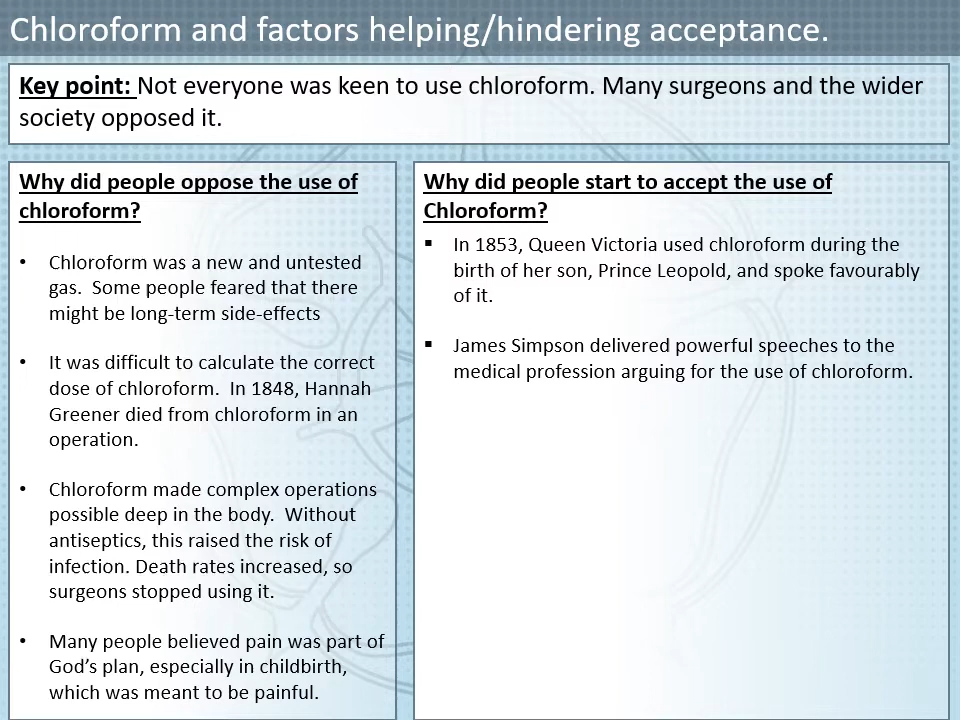 Chloroform and factors helping/hindering acceptance.
Key point: Not everyone was keen to use chloroform. Many surgeons and the wider
society opposed it.
Why did people oppose the use of
chloroform?
• Chloroform was a new and untested
gas.  Some people feared that there
might be long-term side-effects
• It was difficult to calculate the correct
dose of chloroform.  In 1848, Hannah
Greener died from chloroform in an
operation.
• Chloroform made complex operations
possible deep in the body.  Without
antiseptics, this raised the risk of
infection. Death rates increased, so
surgeons stopped using it.
• Many people believed pain was part of
God’s plan, especially in childbirth,
which was meant to be painful.
Why did people start to accept the use of
Chloroform?
▪ In 1853, Queen Victoria used chloroform during the
birth of her son, Prince Leopold, and spoke favourably
of it.
▪ James Simpson delivered powerful speeches to the
medical profession arguing for the use of chloroform.